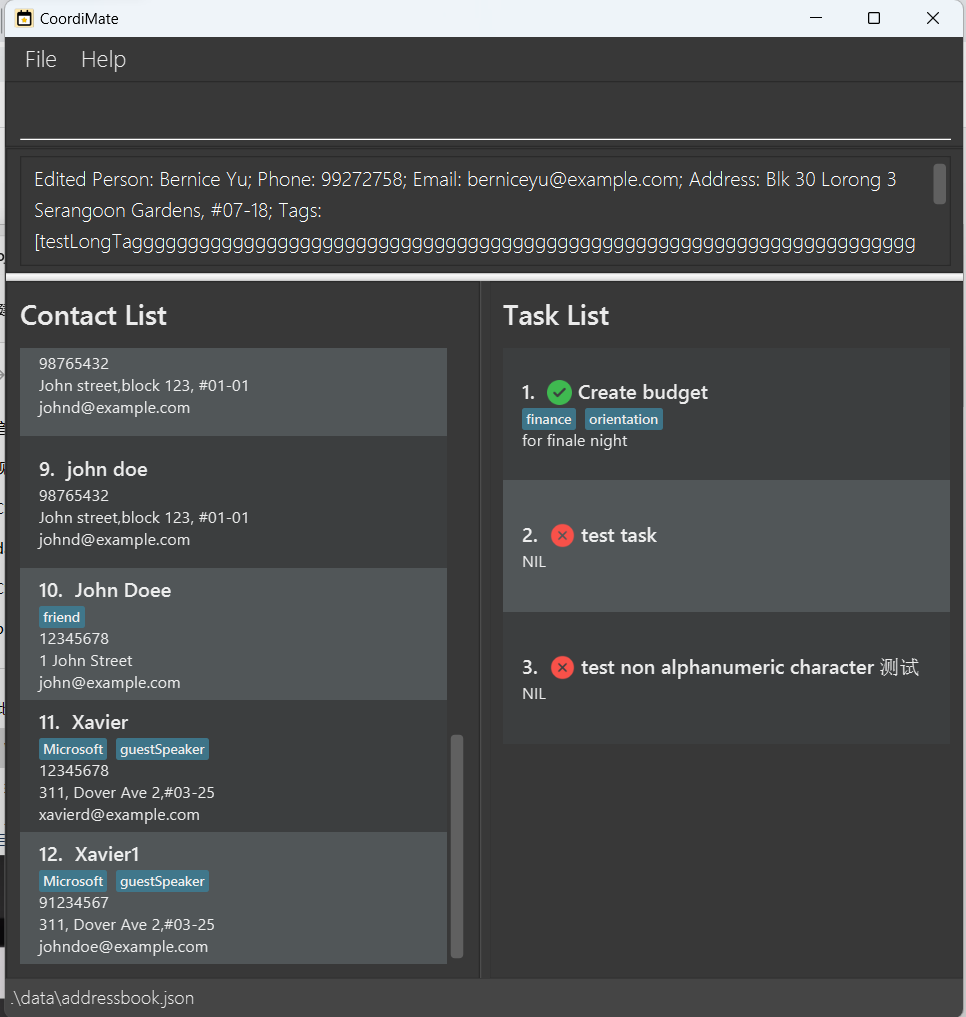 CoordiMate
File Help
Edited Person: Bernice Yu; Phone: 99272758; Email: berniceyu@example.com; Address: Blk 30 Lorong 3
Serangoon Gardens, #07-18; Tags:
[testLongTaggggggggggggggggggggggggggggggggggggggggggggggggggggggggggggggggggggggg
Contact List
98765432
John street,block 123, #01-01
johnd@example.com
9. john doe
98765432
John street,block 123, #01-01
johnd@example.com
10. John Doee
friend
12345678
1 John Street
john@example.com
11. Xavier
Microsoft guestSpeaker
12345678
311, Dover Ave 2,#03-25
xavierd@example.com
12. Xavier1
Microsoft guestSpeaker
91234567
311, Dover Ave 2,#03-25
johndoe@example.com
Task List
1. Create budget
finance orientation
for finale night
2. test task
NIL
3. test non alphanumeric character 测试
NIL
.\data\addressbook.json